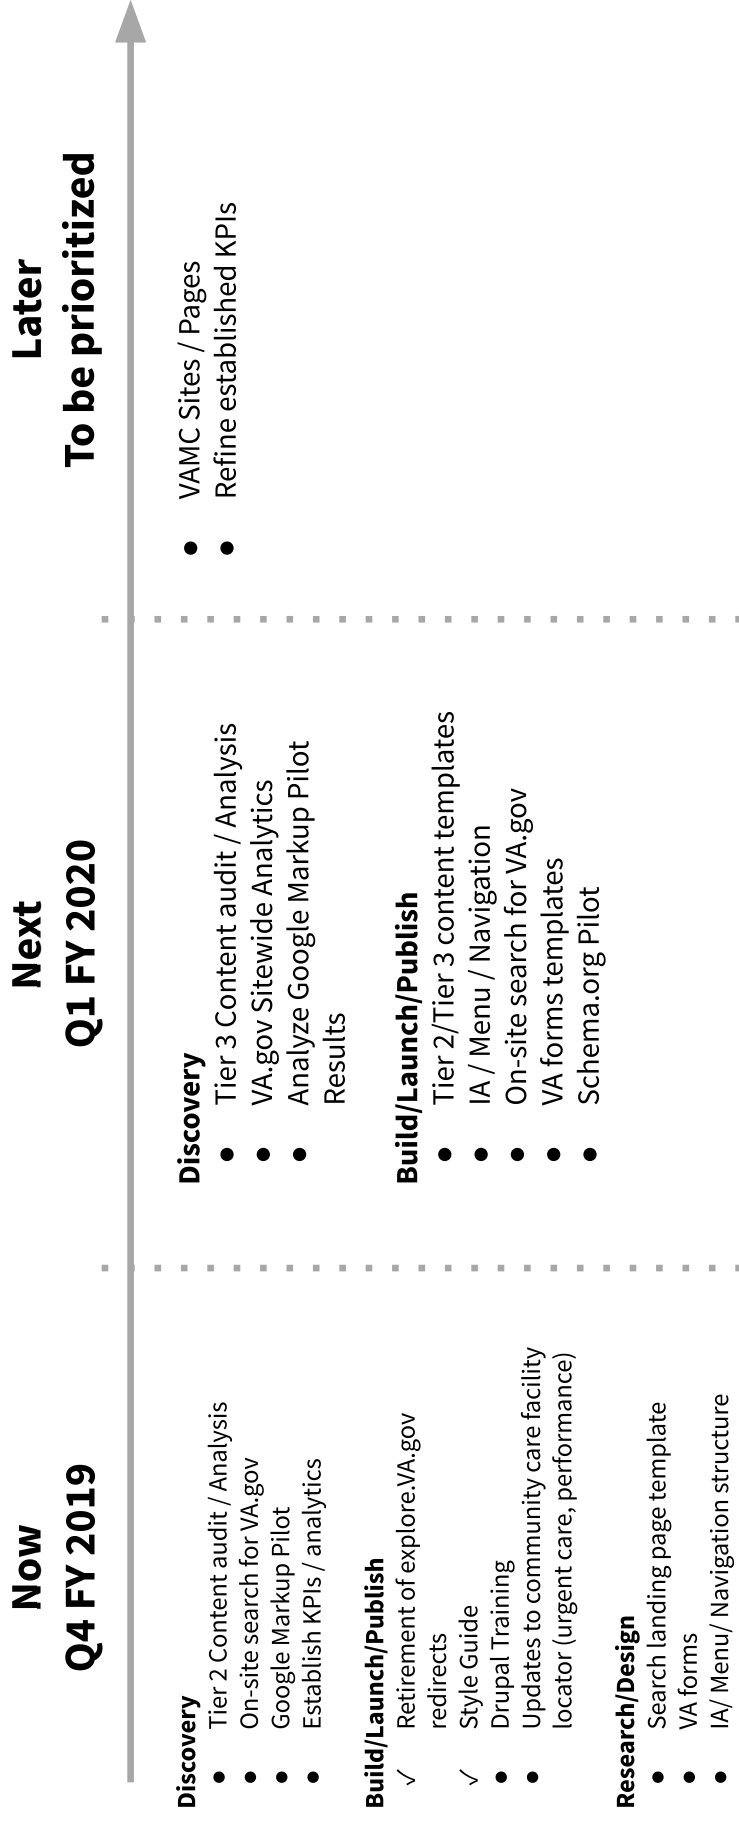 Now
Q4 FY 2019
Discovery
● Tier 2 Content audit / Analysis
● On-site search for VA.gov
● Google Markup Pilot
● Establish KPIs / analytics
Build/Launch/Publish
✓ Retirement of explore.VA.gov
redirects
✓ Style Guide
● Drupal Training
● Updates to community care facility
locator (urgent care, performance)
Research/Design
● Search landing page template
● VA forms
● IA/ Menu/ Navigation structure
Next
Q1 FY 2020
Discovery
● Tier 3 Content audit / Analysis
● VA.gov Sitewide Analytics
● Analyze Google Markup Pilot
Results
Build/Launch/Publish
● Tier 2/Tier 3 content templates
● IA / Menu / Navigation
● On-site search for VA.gov
● VA forms templates
● Schema.org Pilot
Later
To be prioritized
● VAMC Sites / Pages
● Refine established KPIs